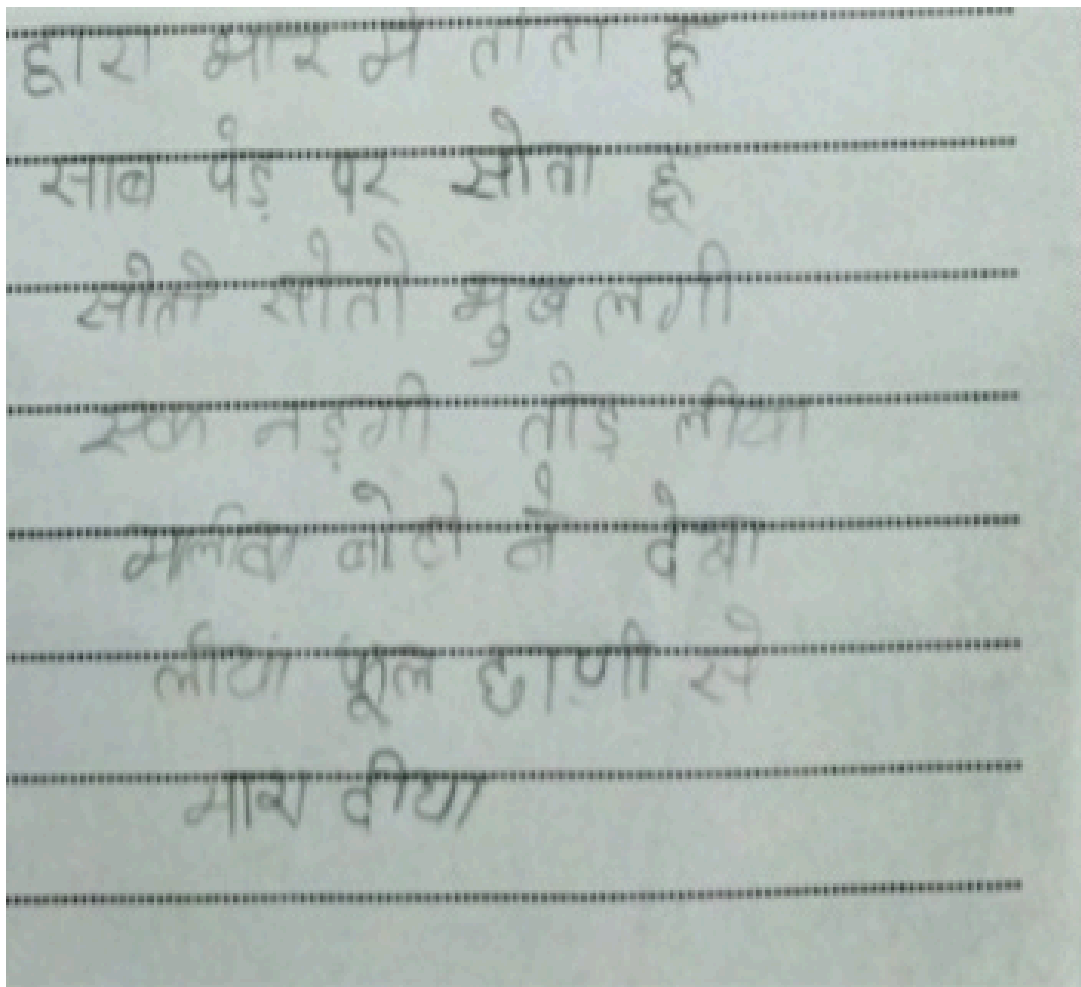 द्वारा भार मे तोता हू
साब पेड़ पर सोता हू
सोते सोतो भुख लगी
एक नड़गी तोड़ लीया
मलीक बोटो ने देखा
लीया फूल छाणी से
मार दीया